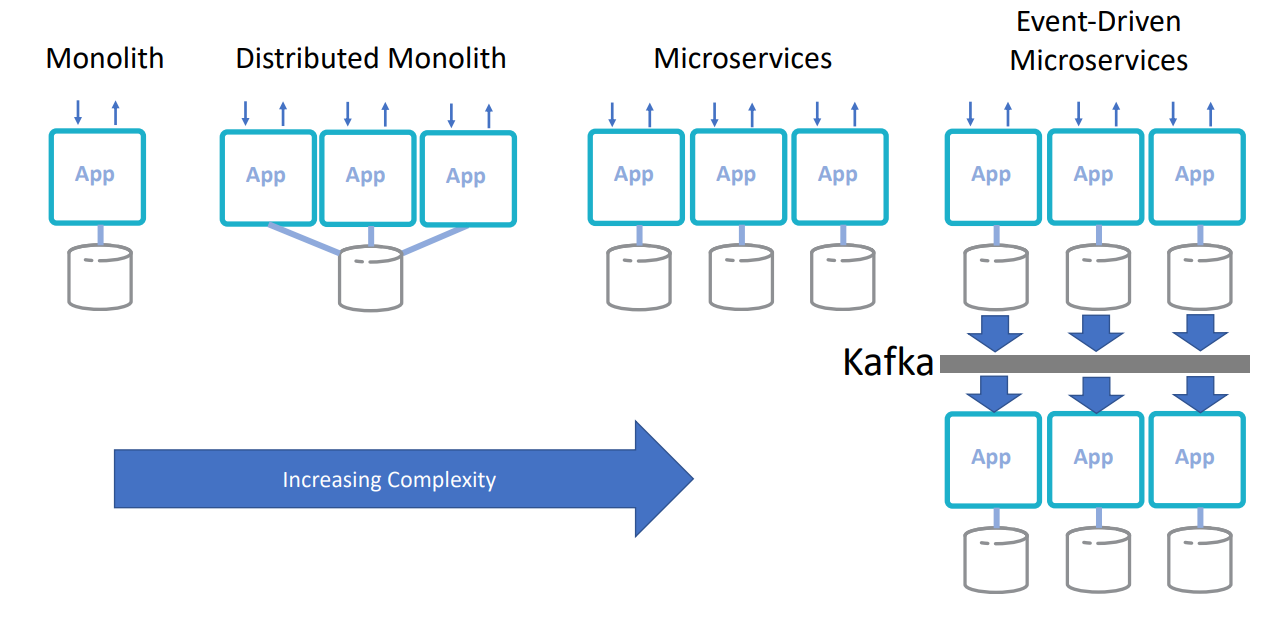 Monolith
Distributed Monolith
Microservices
Event-Driven
Microservices
App
App
App
App
App
App
App
App
App
App
Kafka
App
App
App
Increasing Complexity